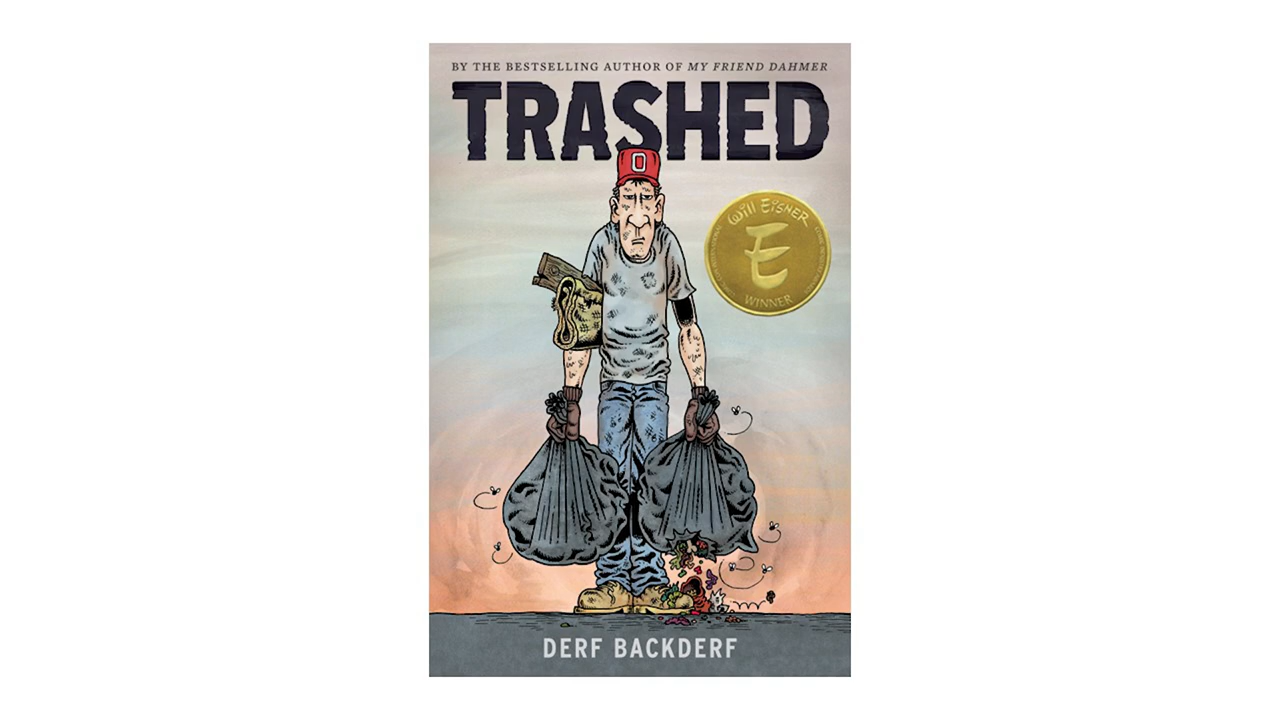 BY THE BESTSELLING AUTHOR OF MY FRIEND DAHMER
TRASHED
O
Will EISNER
E
WINNER
DERF BACKDERF